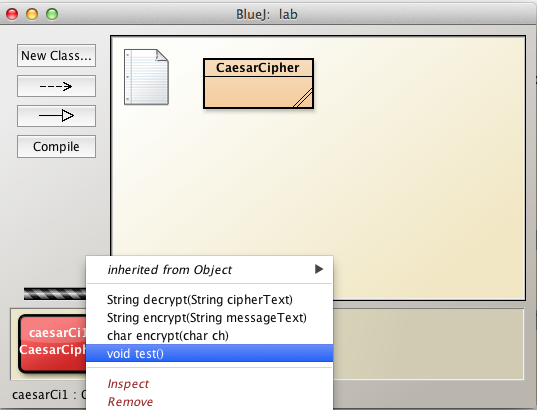 BlueJ: lab
New Class...
CaesarCipher
Compile
inherited from Object
String decrypt(String cipherText)
String encrypt(String messageText)
char encrypt(char ch)
caesarCi1
CaesarCiph
void test()
Inspect
caesarCi1 :
Remove